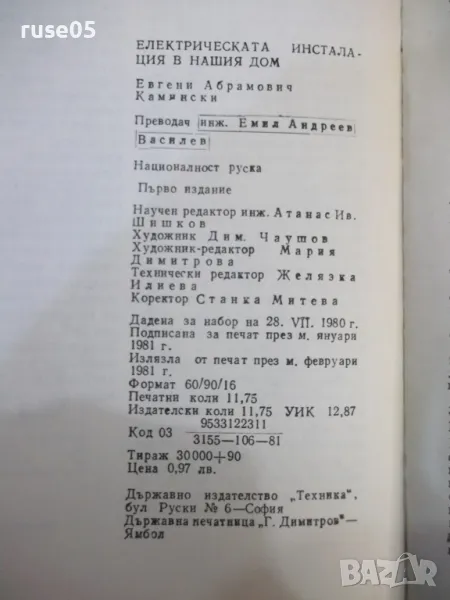 ruse05
ЕЛЕКТРИЧЕСКАТА ИНСТАЛА-
ЦИЯ В НАШИЯ ДОМ
Евгени Абрамович
Камински
Преводач инж. Емил Андреев
Василев
Националност руска
Първо издание
Научен редактор инж. Атанас Ив.
Шишков
Художник Дим. Чаушов
Художник-редактор Мария
Димитрова
Технически редактор Желязка
Илиева
Коректор Станка Митева
Дадена за набор на 28. VII. 1980 г.
Подписана за печат през м. януари
1981 г.
Излязла от печат през м. февруари
1981 г.
Формат 60/90/16
Печатни коли 11,75
Издателски коли 11,75 УИК 12,87
9533122311
Код 03
3155—106—81
Тираж 30 000+90
Цена 0,97 лв.
Държавно издателство „Техника",
бул Руски № 6—София
Държавна печатница „Г. Димитров"—
Ямбол
bazar.bg